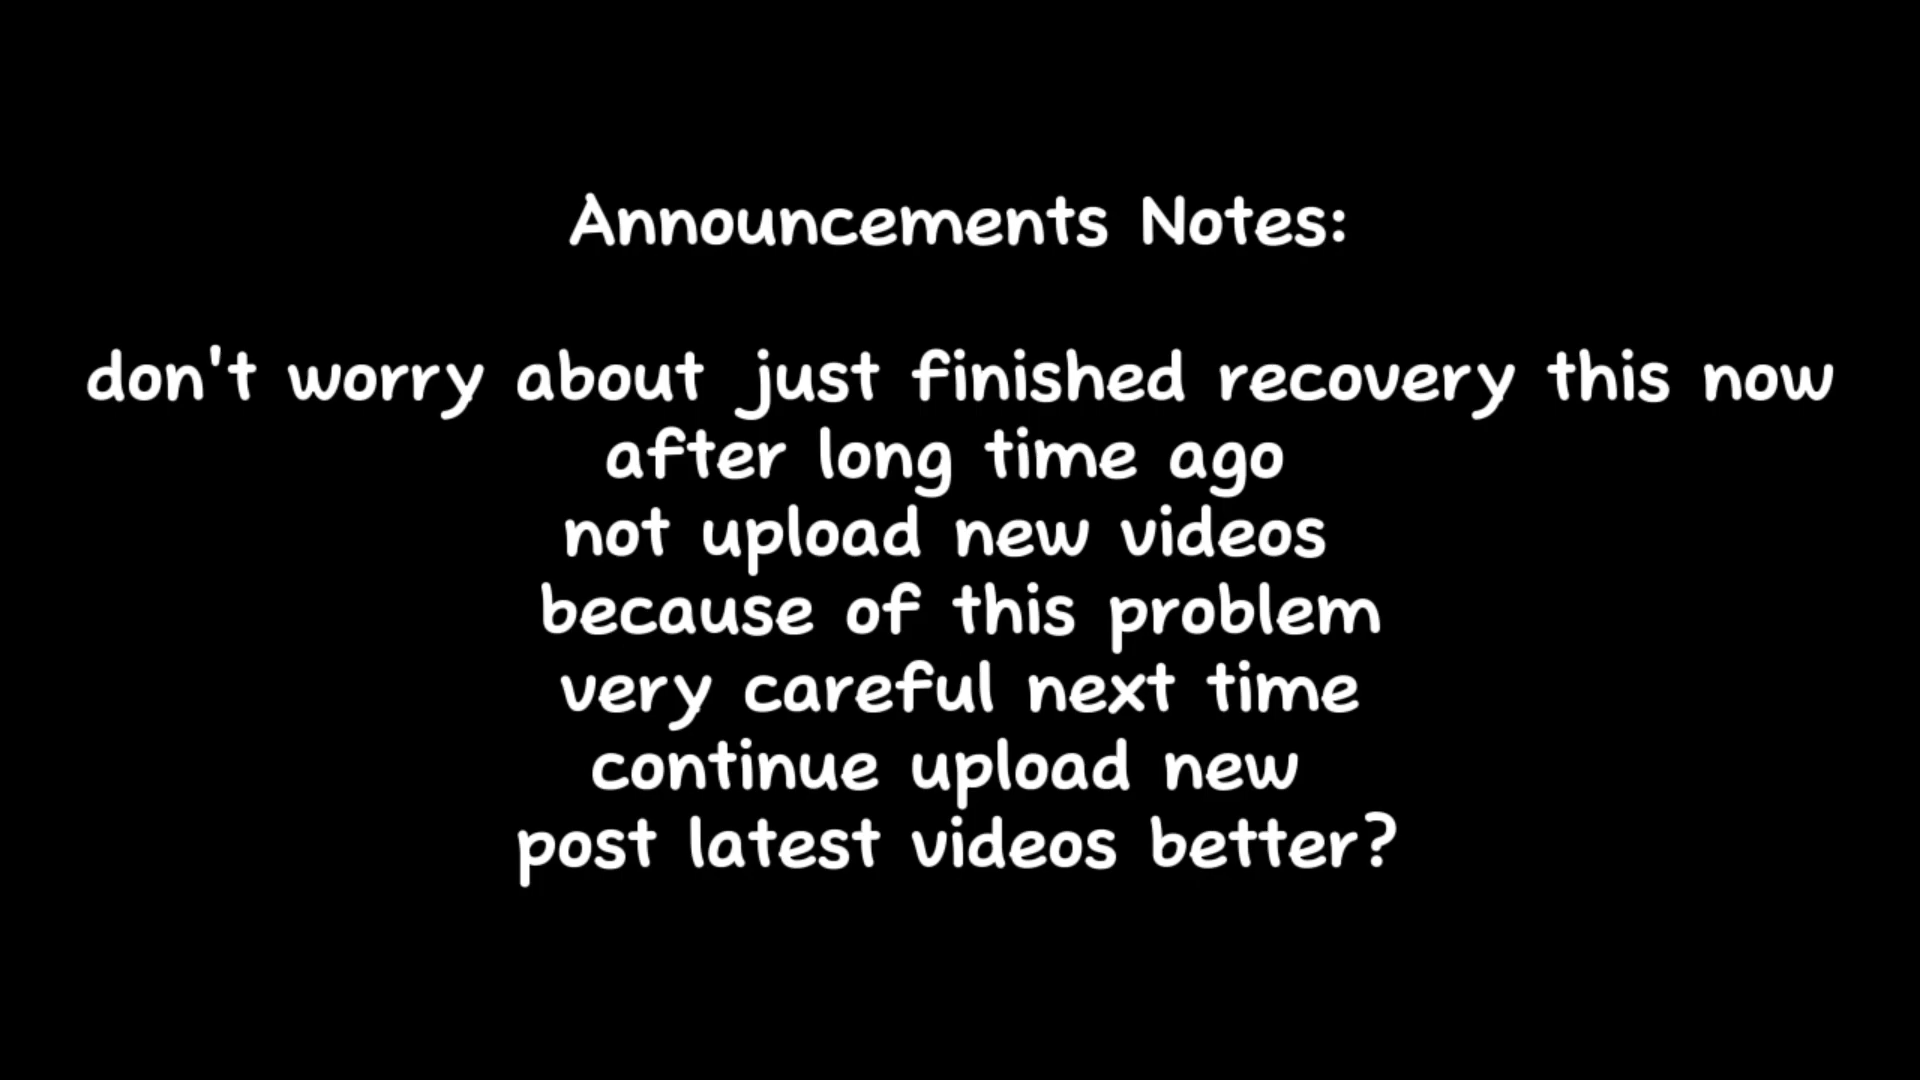 Announcements Notes:
don't worry about just finished recovery this now
after long time ago
not upload new videos
because of this problem
very careful next time
continue upload new
post latest videos better?